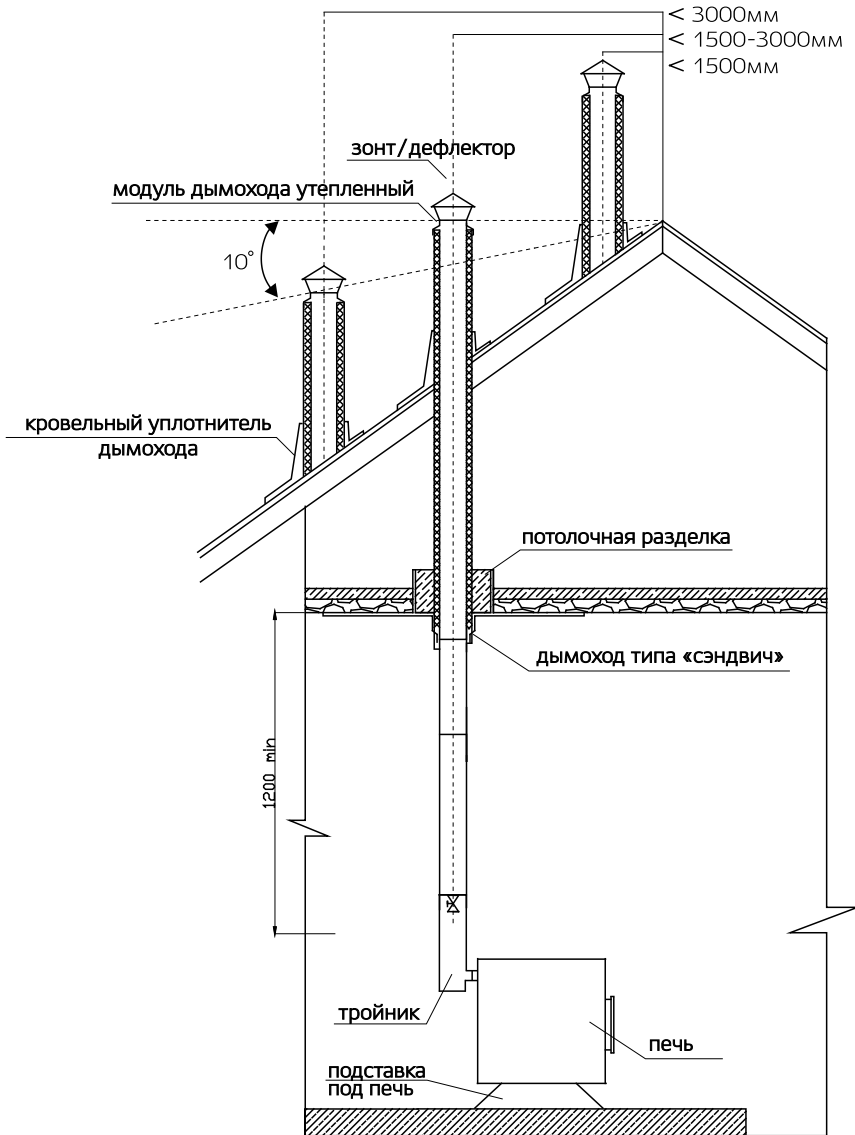 < 3000мм
< 1500-3000мм
< 1500мм
зонт/дефлектор
модуль дымохода утепленный
10°
кровельный уплотнитель
дымохода
потолочная разделка
дымоход типа «сэндвич»
1200 min
тройник
печь
подставка
под печь